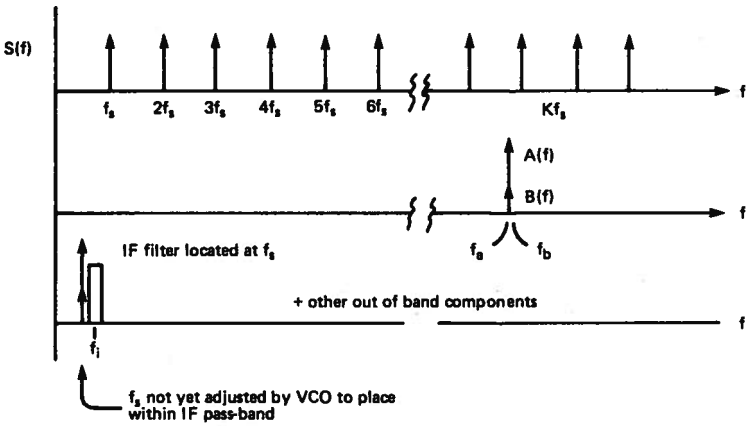 S(f)
f
fs 2fs 3fs 4fs 5fs 6fs Kfs
A(f)
B(f)
f
fa fb
IF filter located at fs
+ other out of band components
f
fi
fs not yet adjusted by VCO to place
within IF pass-band